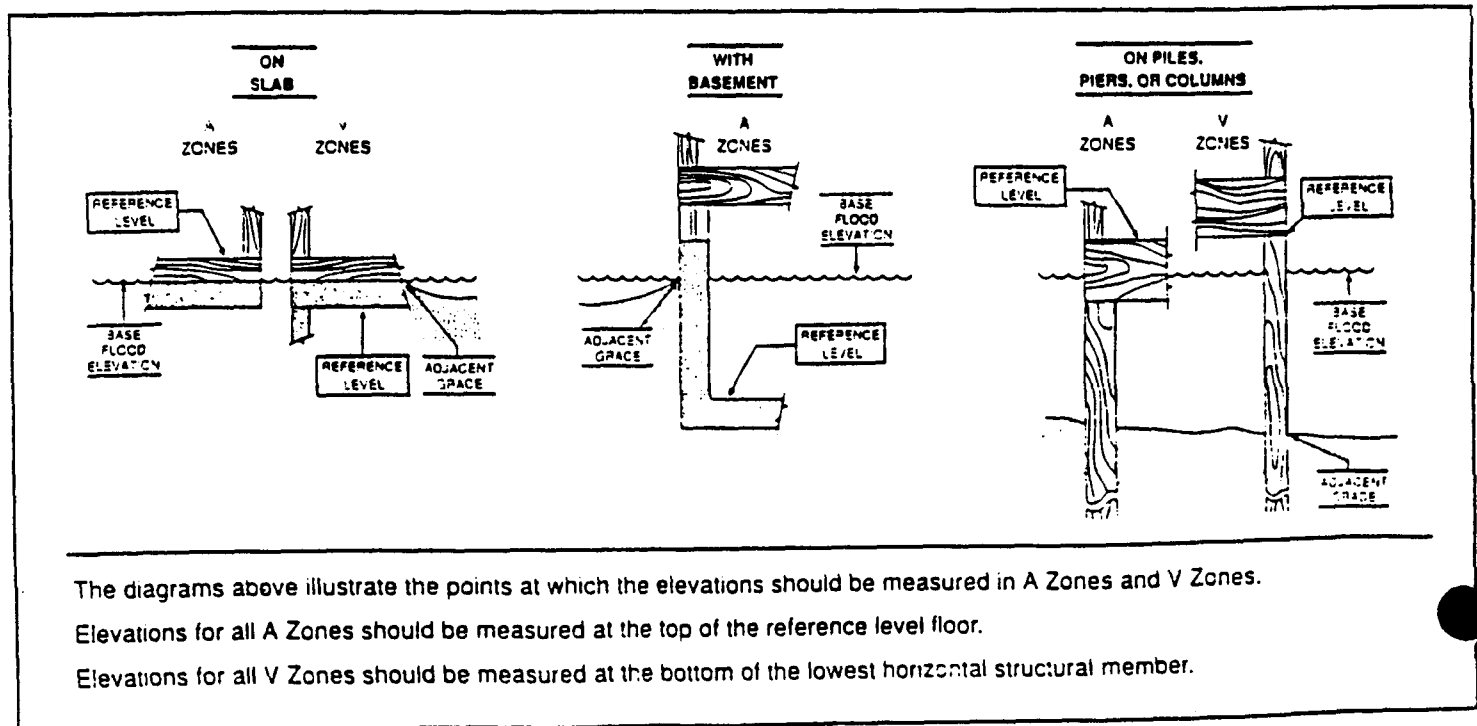 ON
SLAB
A
ZONES
V
ZONES
REFERENCE
LEVEL
BASE
FLOOD
ELEVATION
REFERENCE
LEVEL
ADJACENT
GRADE
WITH
BASEMENT
A
ZONES
BASE
FLOOD
ELEVATION
ADJACENT
GRADE
REFERENCE
LEVEL
ON PILES.
PIERS. OR COLUMNS
A
ZONES
V
ZONES
REFERENCE
LEVEL
REFERENCE
LEVEL
BASE
FLOOD
ELEVATION
ADJACENT
GRADE
The diagrams above illustrate the points at which the elevations should be measured in A Zones and V Zones.
Elevations for all A Zones should be measured at the top of the reference level floor.
Elevations for all V Zones should be measured at the bottom of the lowest horizontal structural member.